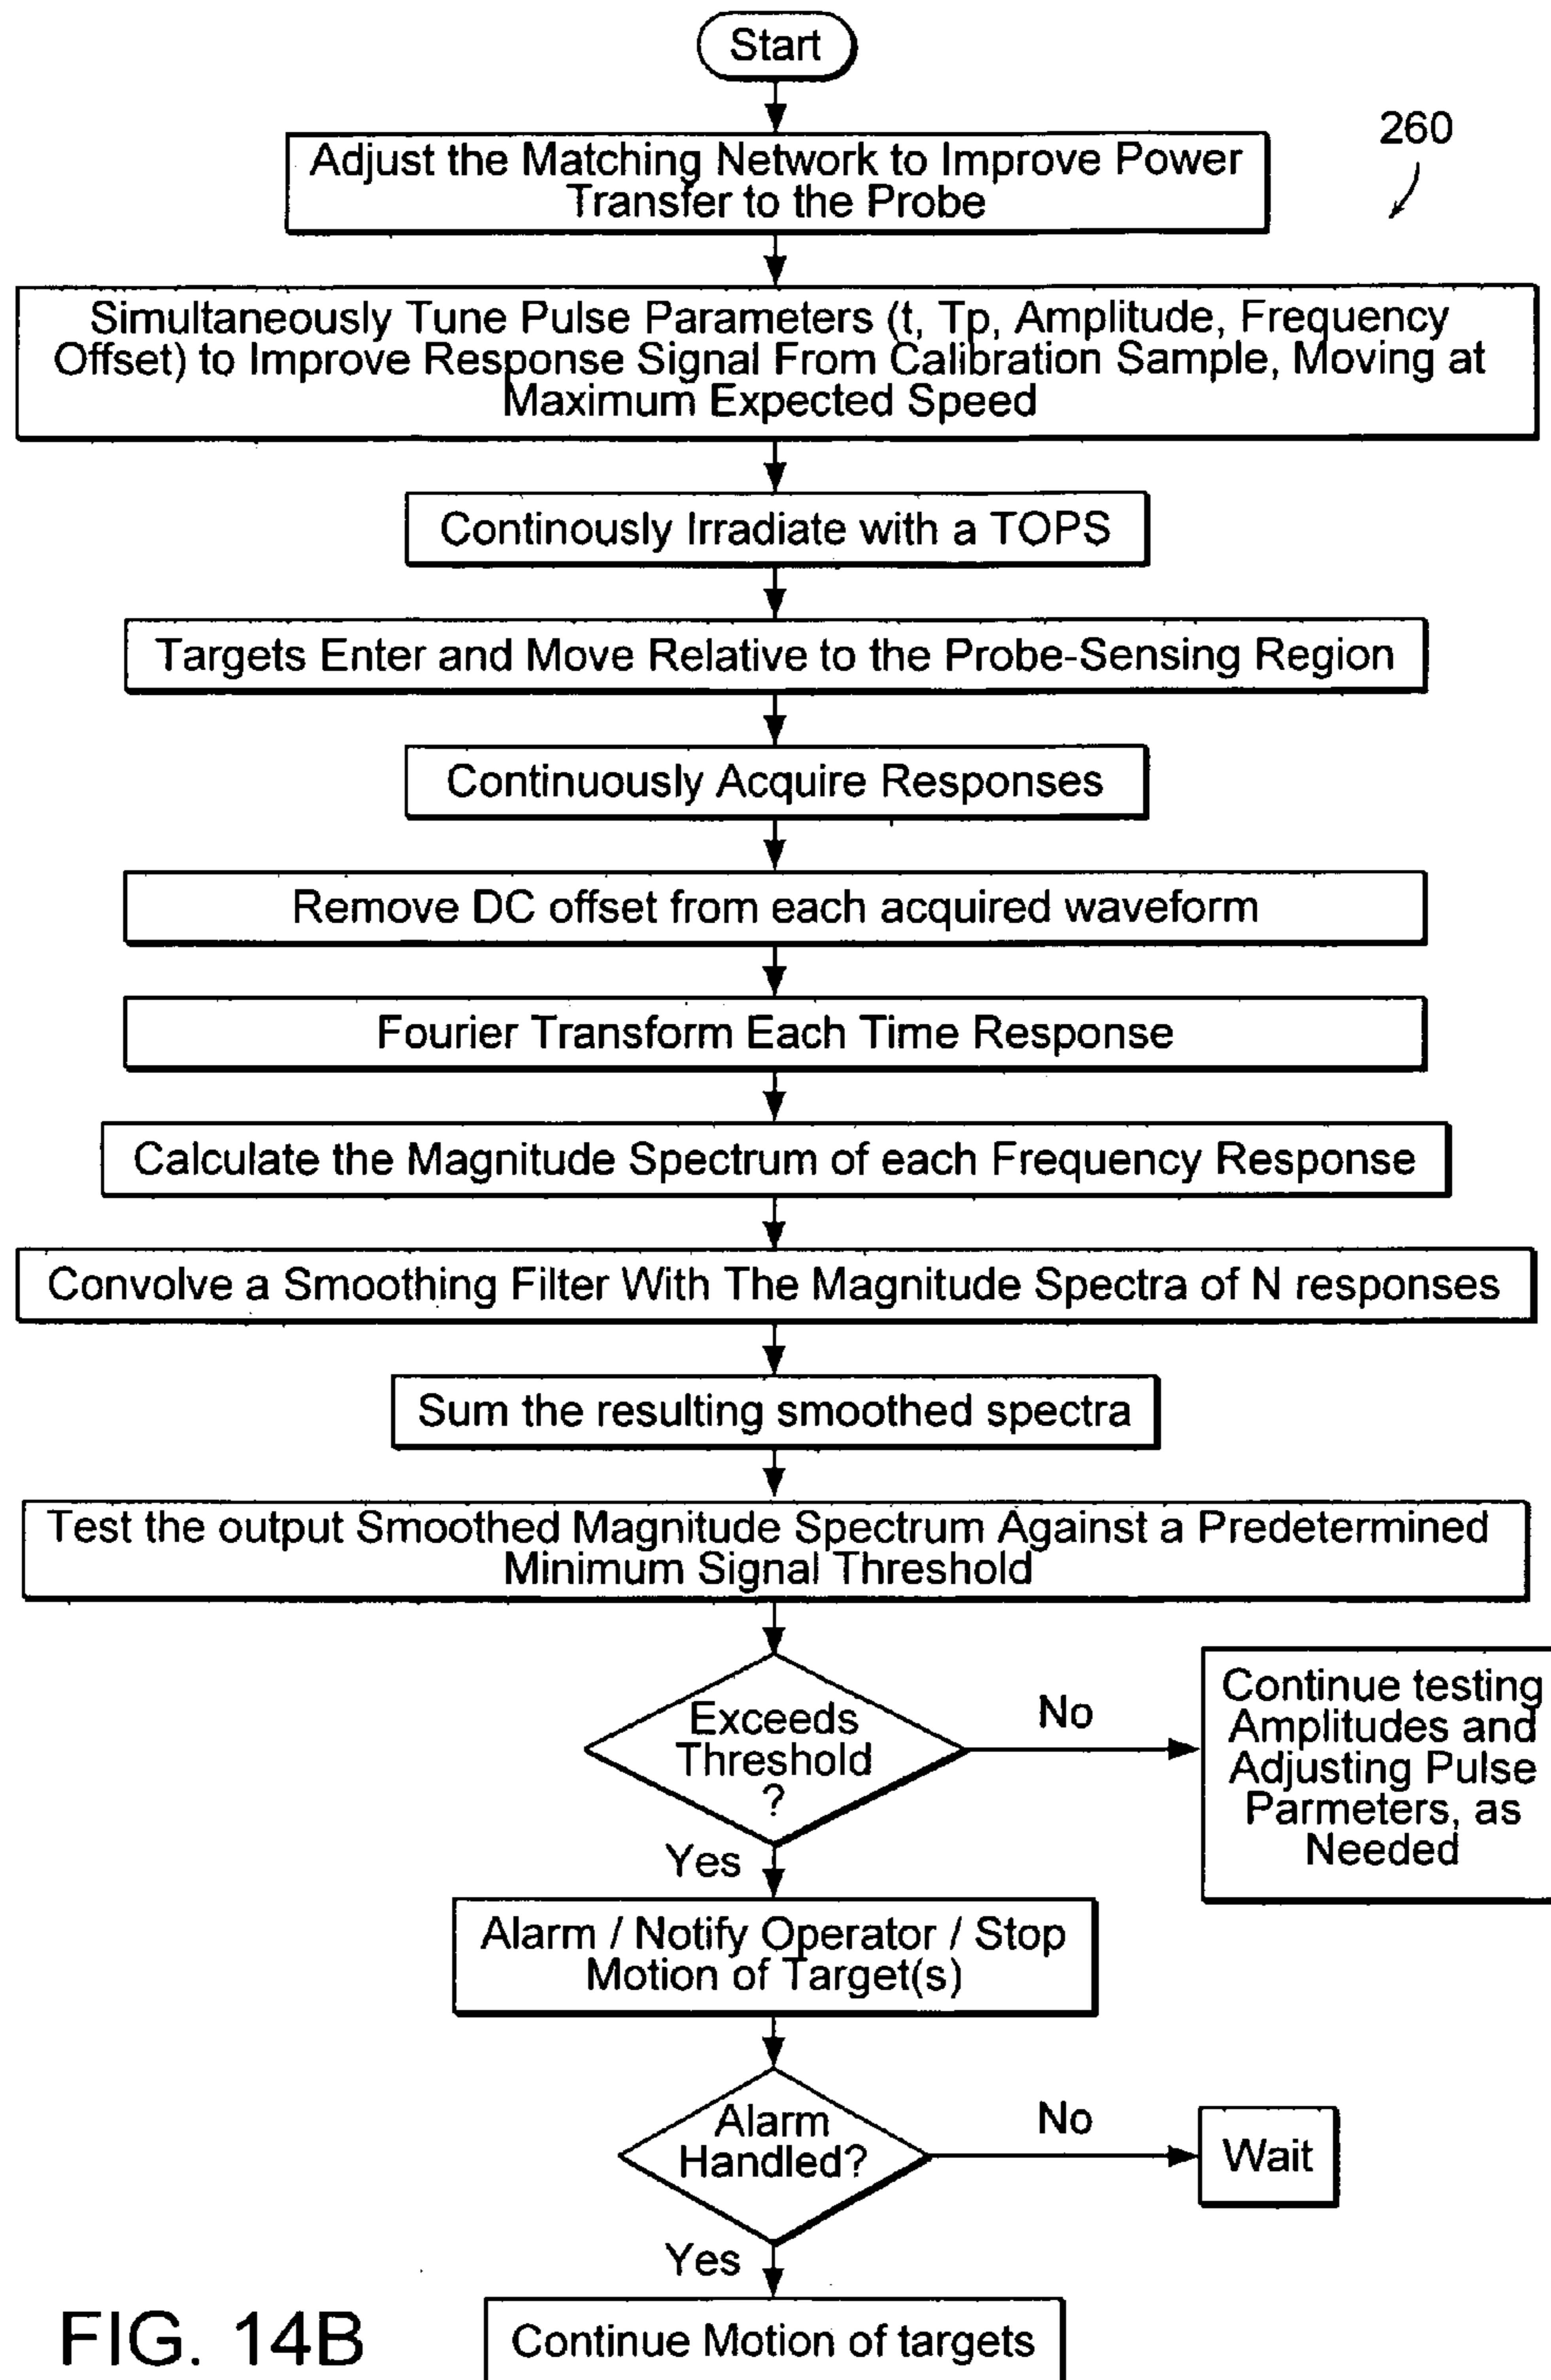 Start
260
Adjust the Matching Network to Improve Power
Transfer to the Probe
Simultaneously Tune Pulse Parameters (t, Tp, Amplitude, Frequency
Offset) to Improve Response Signal From Calibration Sample, Moving at
Maximum Expected Speed
Continously Irradiate with a TOPS
Targets Enter and Move Relative to the Probe-Sensing Region
Continuously Acquire Responses
Remove DC offset from each acquired waveform
Fourier Transform Each Time Response
Calculate the Magnitude Spectrum of each Frequency Response
Convolve a Smoothing Filter With The Magnitude Spectra of N responses
Sum the resulting smoothed spectra
Test the output Smoothed Magnitude Spectrum Against a Predetermined
Minimum Signal Threshold
Exceeds
Threshold
?
No
Continue testing
Amplitudes and
Adjusting Pulse
Parmeters, as
Needed
Yes
Alarm / Notify Operator / Stop
Motion of Target(s)
Alarm
Handled?
No
Wait
Yes
Continue Motion of targets
FIG. 14B